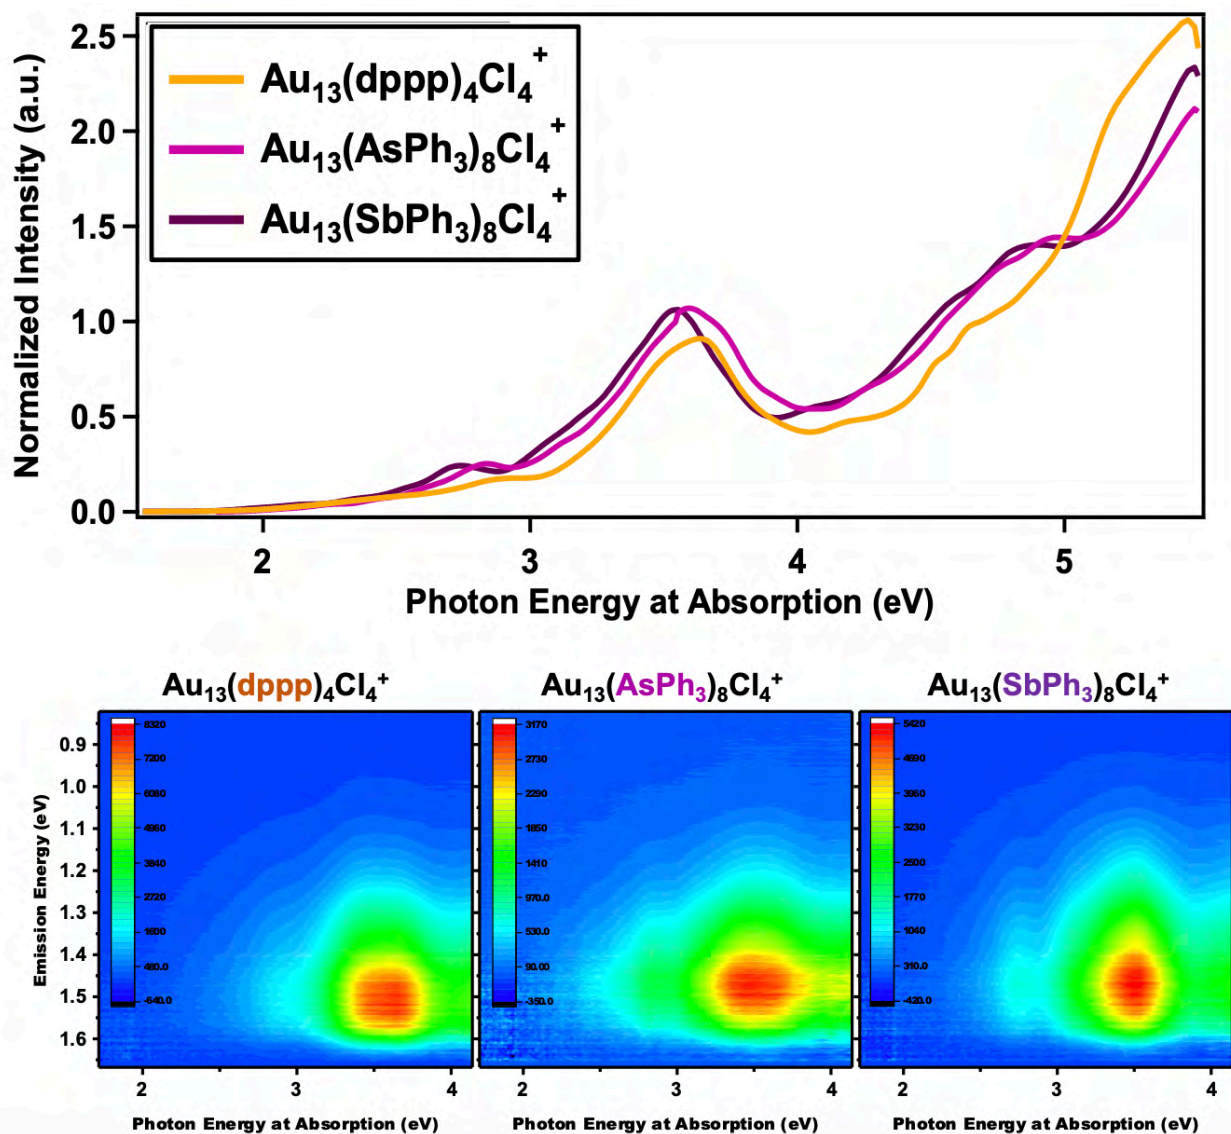 Normalized Intensity (a.u.)
2.5
2.0
1.5
1.0
0.5
0.0
Au₁₃(dppp)₄Cl₄⁺
Au₁₃(AsPh₃)₈Cl₄⁺
Au₁₃(SbPh₃)₈Cl₄⁺
2 3 4 5
Photon Energy at Absorption (eV)
Au₁₃(dppp)₄Cl₄⁺
Au₁₃(AsPh₃)₈Cl₄⁺
Au₁₃(SbPh₃)₈Cl₄⁺
Emission Energy (eV)
0.9
1.0
1.1
1.2
1.3
1.4
1.5
1.6
8320
7200
6080
4960
3840
2720
1600
480.0
-640.0
2 3 4
Photon Energy at Absorption (eV)
3170
2730
2290
1850
1410
970.0
530.0
90.00
-350.0
2 3 4
Photon Energy at Absorption (eV)
5420
4690
3960
3230
2500
1770
1040
310.0
-420.0
2 3 4
Photon Energy at Absorption (eV)